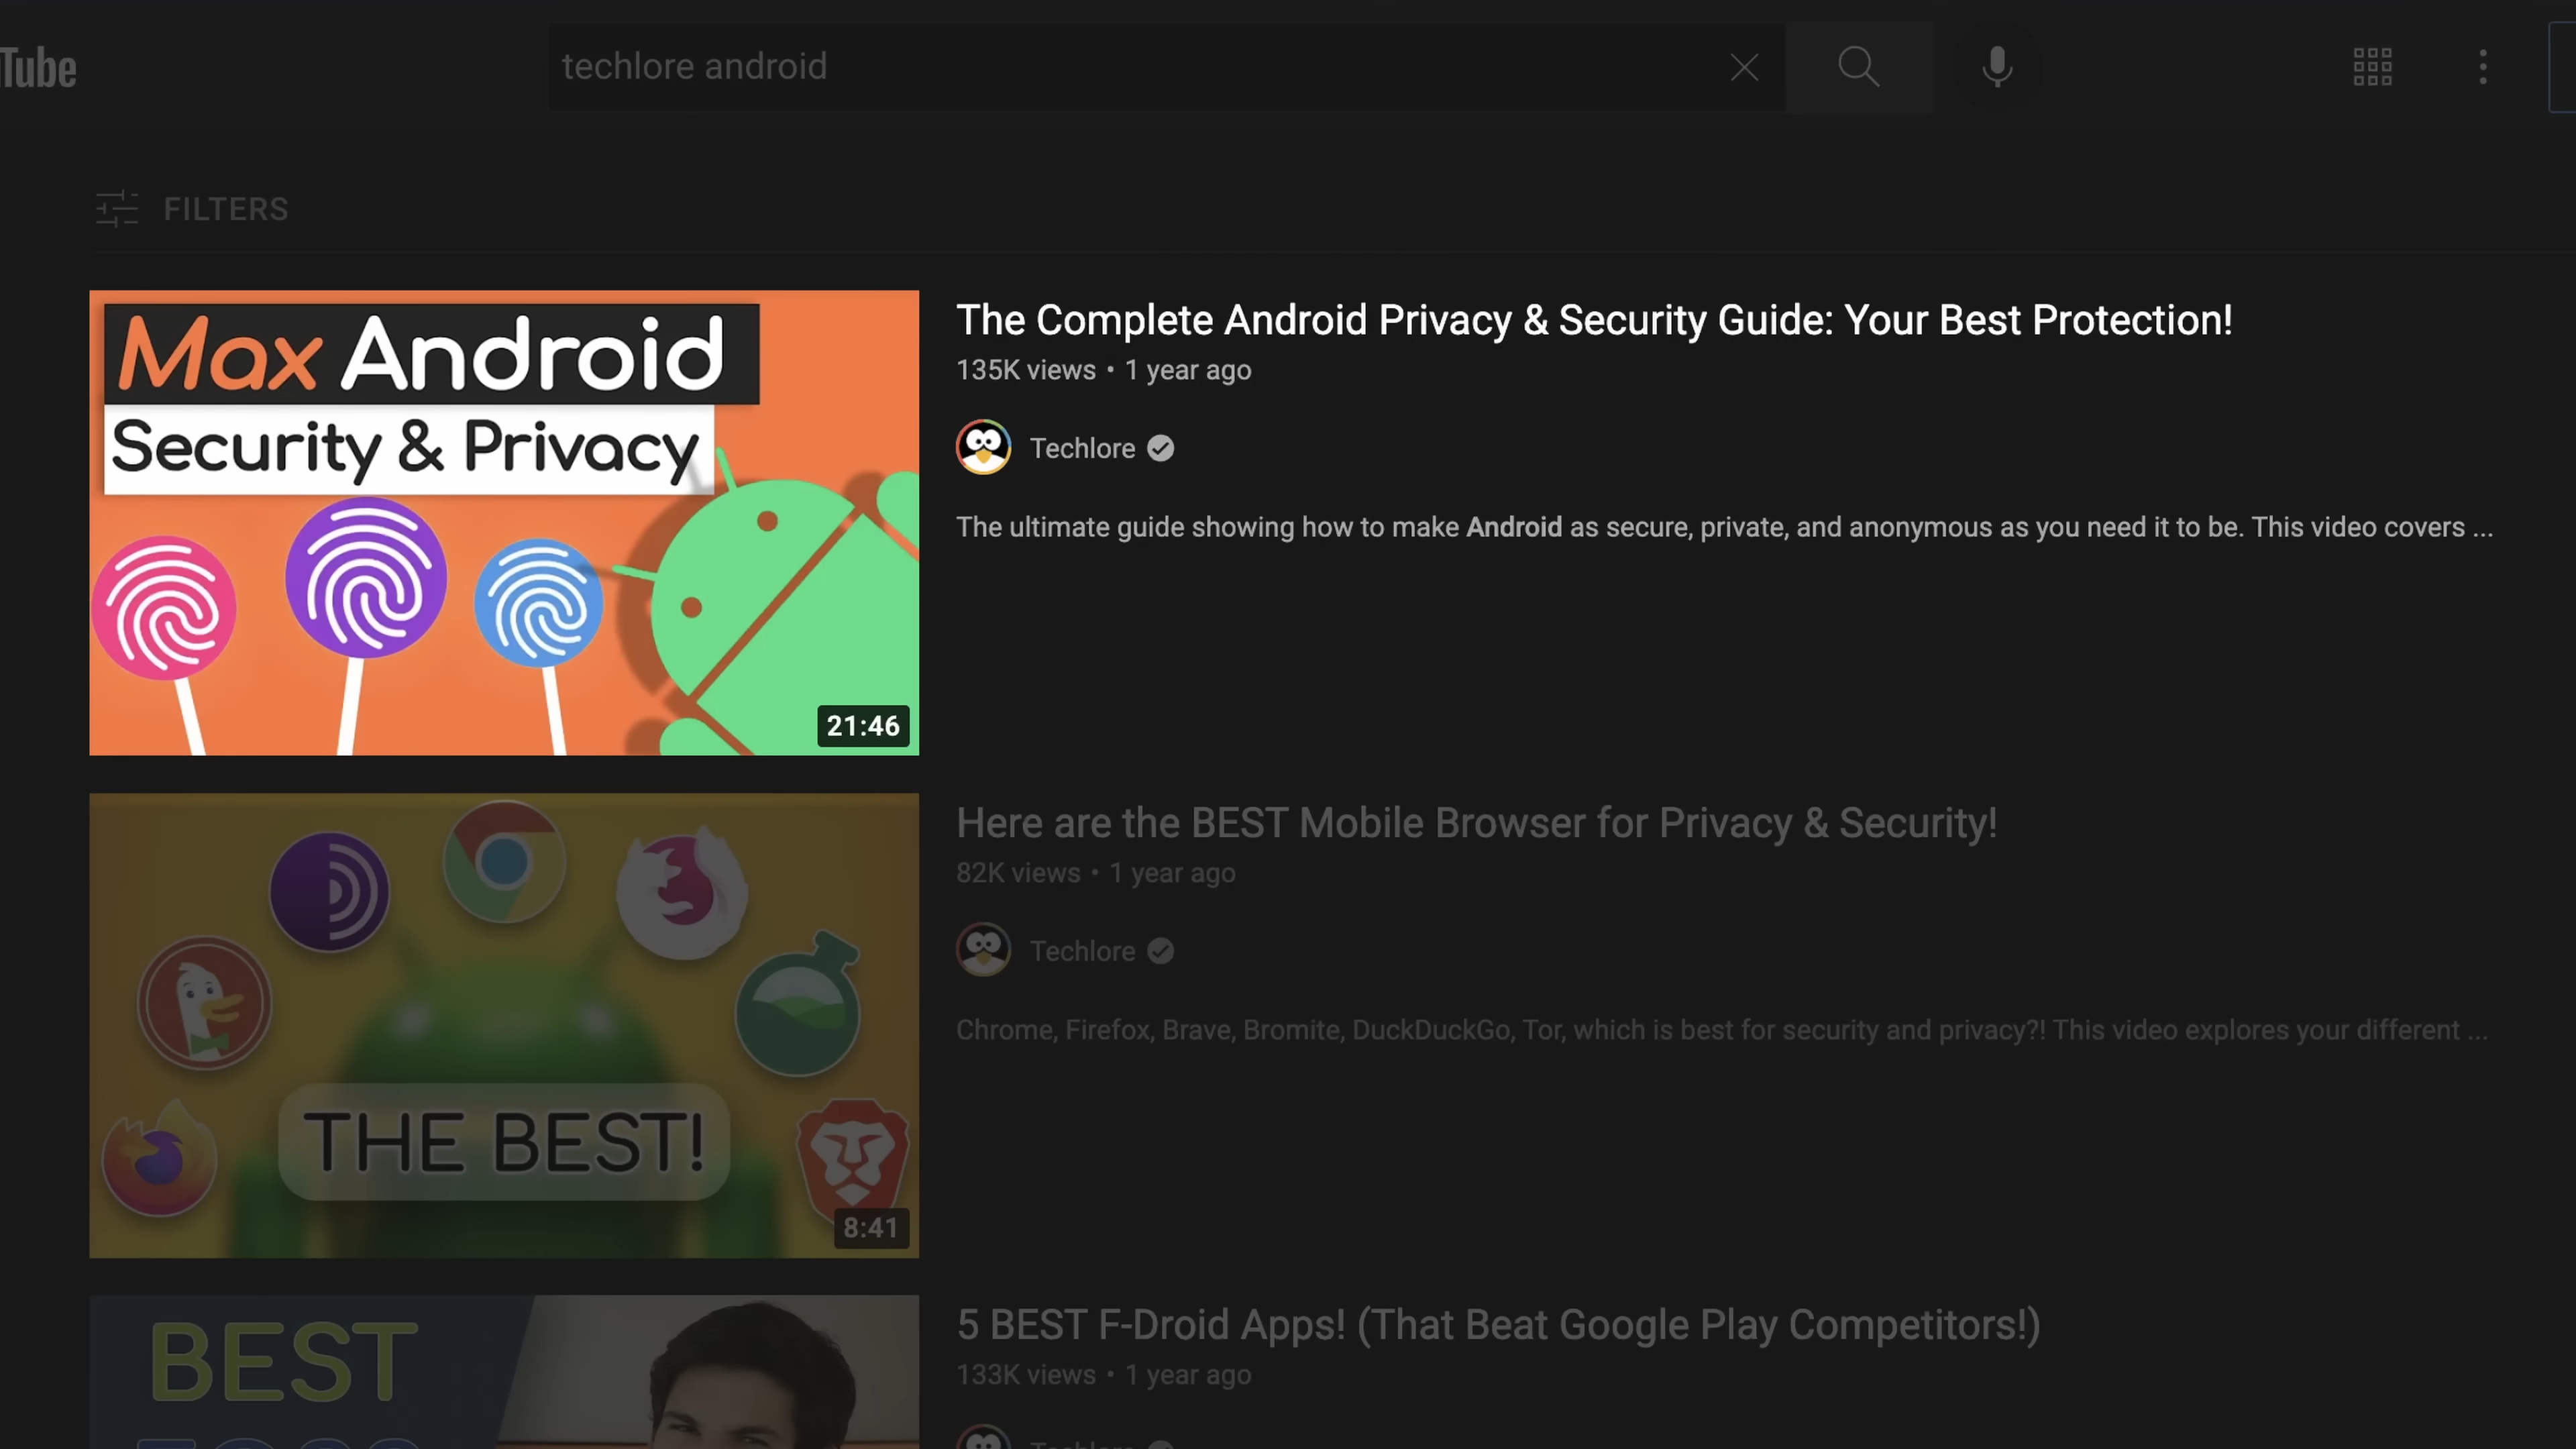 Tube
techlore android
FILTERS
Max Android
Security & Privacy
21:46
The Complete Android Privacy & Security Guide: Your Best Protection!
135K views • 1 year ago
Techlore
The ultimate guide showing how to make Android as secure, private, and anonymous as you need it to be. This video covers ...
THE BEST!
8:41
Here are the BEST Mobile Browser for Privacy & Security!
82K views • 1 year ago
Techlore
Chrome, Firefox, Brave, Bromite, DuckDuckGo, Tor, which is best for security and privacy?! This video explores your different ...
BEST
5 BEST F-Droid Apps! (That Beat Google Play Competitors!)
133K views • 1 year ago
Techlore